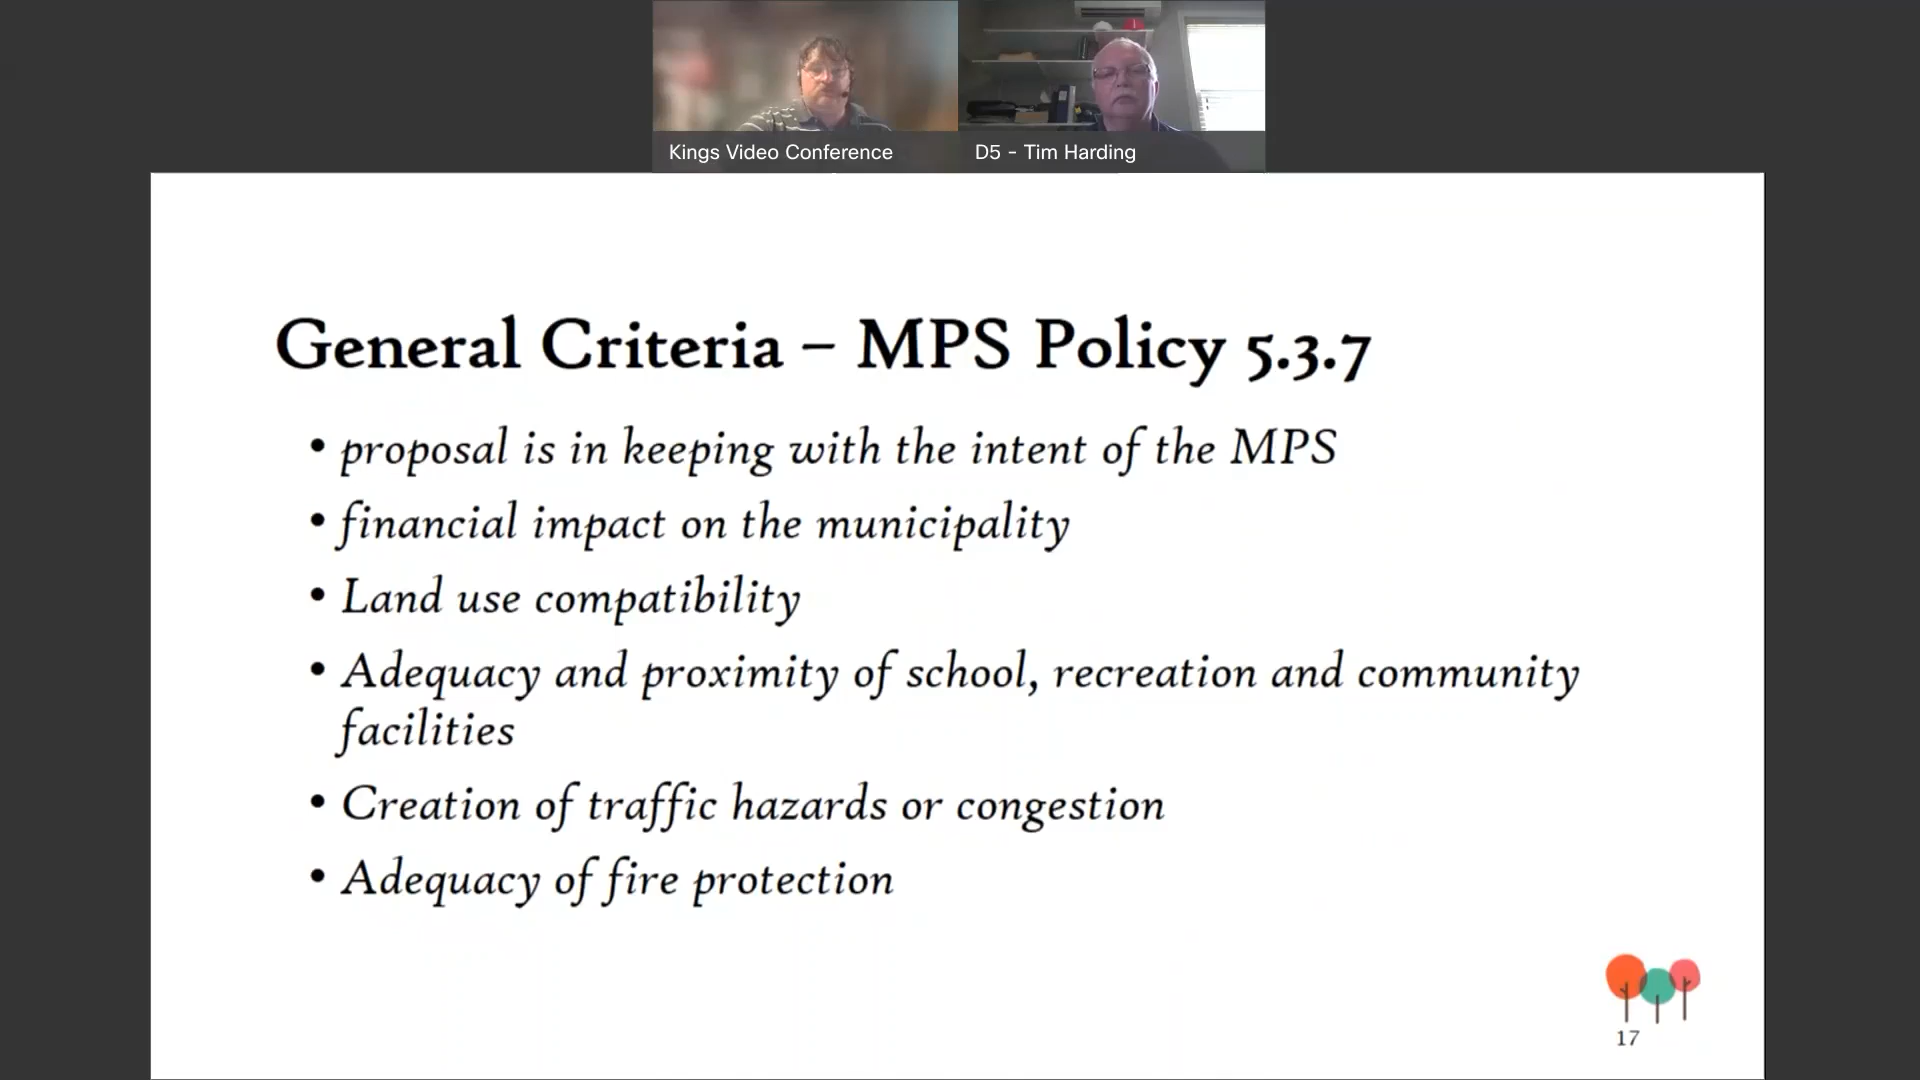 Kings Video Conference
D5 - Tim Harding
General Criteria – MPS Policy 5.3.7
• proposal is in keeping with the intent of the MPS
• financial impact on the municipality
• Land use compatibility
• Adequacy and proximity of school, recreation and community
facilities
• Creation of traffic hazards or congestion
• Adequacy of fire protection
17